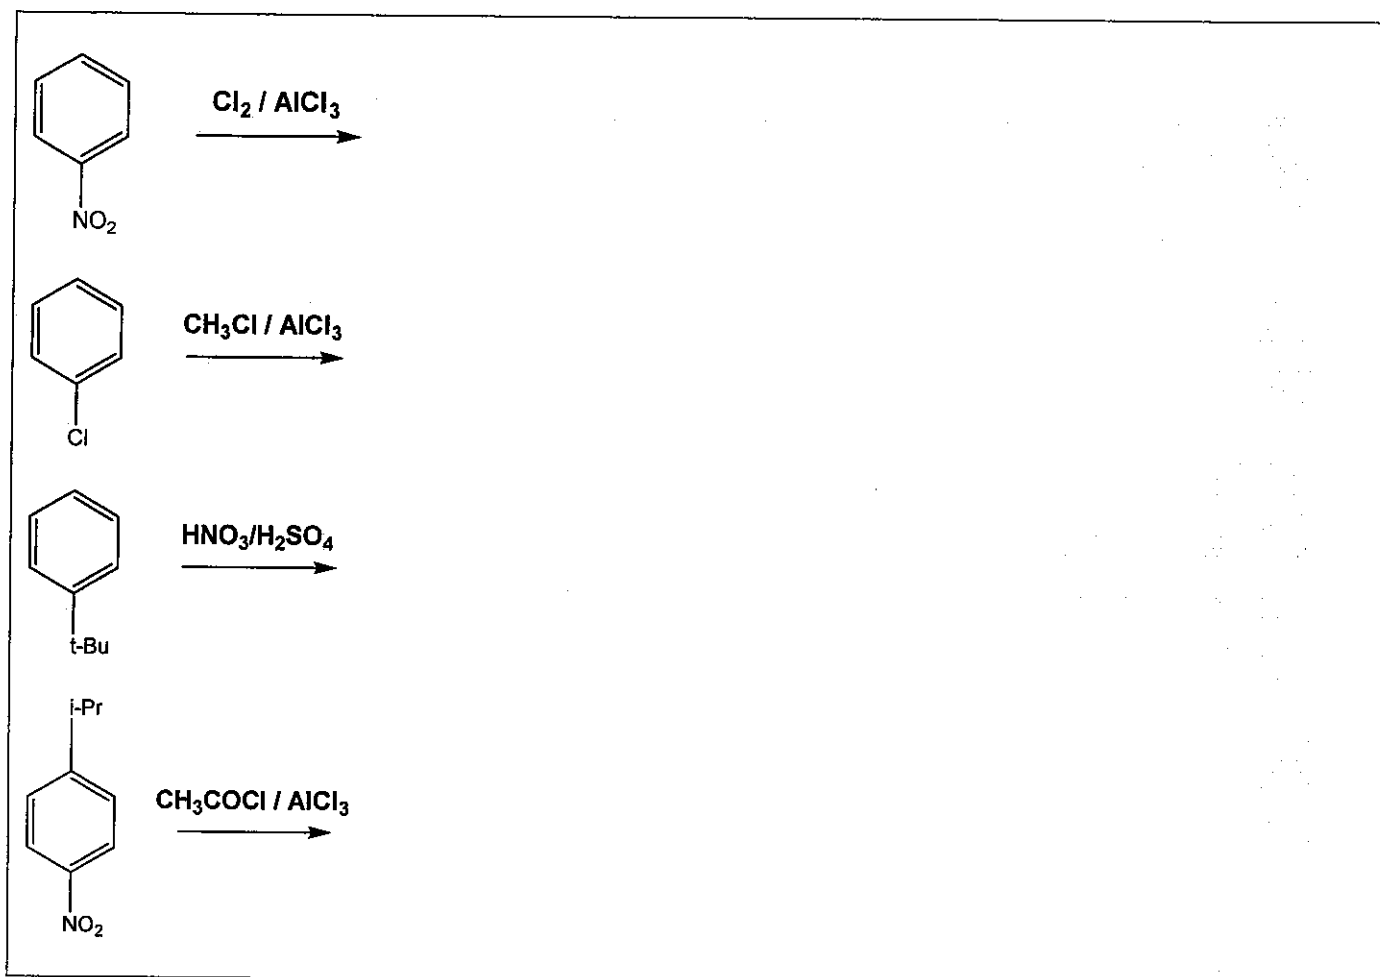 Cl₂ / AlCl₃
NO₂
CH₃Cl / AlCl₃
Cl
HNO₃/H₂SO₄
t-Bu
i-Pr
CH₃COCl / AlCl₃
NO₂